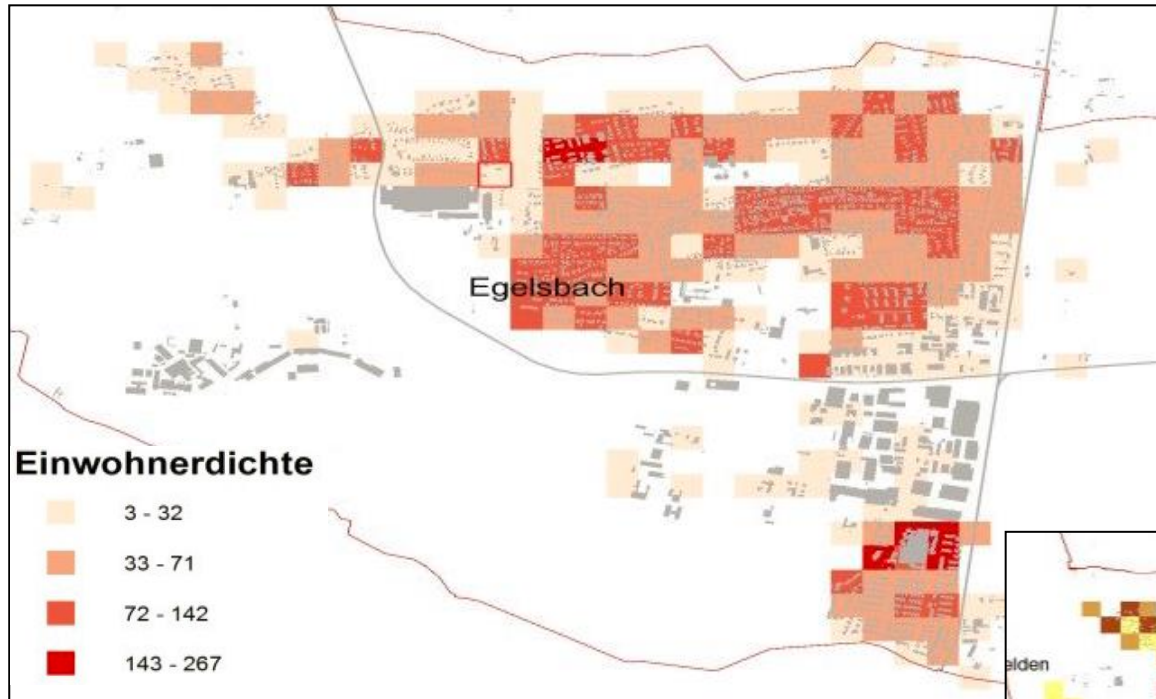 Egelsbach
Einwohnerdichte
3 - 32
33 - 71
72 - 142
143 - 267
elden